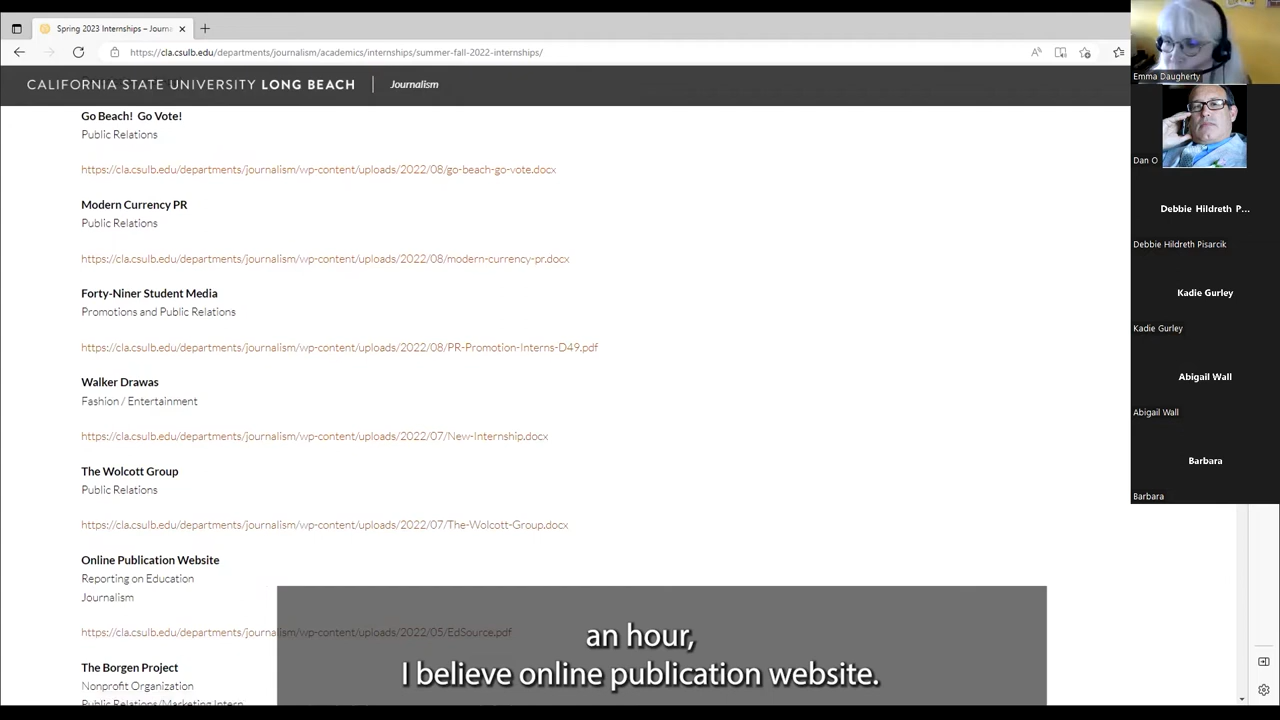 Spring 2023 Internships – Journa
https://cla.csulb.edu/departments/journalism/academics/internships/summer-fall-2022-internships/
CALIFORNIA STATE UNIVERSITY LONG BEACH
Journalism
Go Beach! Go Vote!
Public Relations
https://cla.csulb.edu/departments/journalism/wp-content/uploads/2022/08/go-beach-go-vote.docx
Modern Currency PR
Public Relations
https://cla.csulb.edu/departments/journalism/wp-content/uploads/2022/08/modern-currency-pr.docx
Forty-Niner Student Media
Promotions and Public Relations
https://cla.csulb.edu/departments/journalism/wp-content/uploads/2022/08/PR-Promotion-Interns-D49.pdf
Walker Drawas
Fashion / Entertainment
https://cla.csulb.edu/departments/journalism/wp-content/uploads/2022/07/New-Internship.docx
The Wolcott Group
Public Relations
https://cla.csulb.edu/departments/journalism/wp-content/uploads/2022/07/The-Wolcott-Group.docx
Online Publication Website
Reporting on Education
Journalism
https://cla.csulb.edu/departments/journalism/wp-content/uploads/2022/05/EdSource.pdf
The Borgen Project
Nonprofit Organization
Public Relations/Marketing Intern
an hour,
I believe online publication website.
Emma Daugherty
Dan O
Debbie Hildreth P...
Debbie Hildreth Pisarcik
Kadie Gurley
Kadie Gurley
Abigail Wall
Abigail Wall
Barbara
Barbara